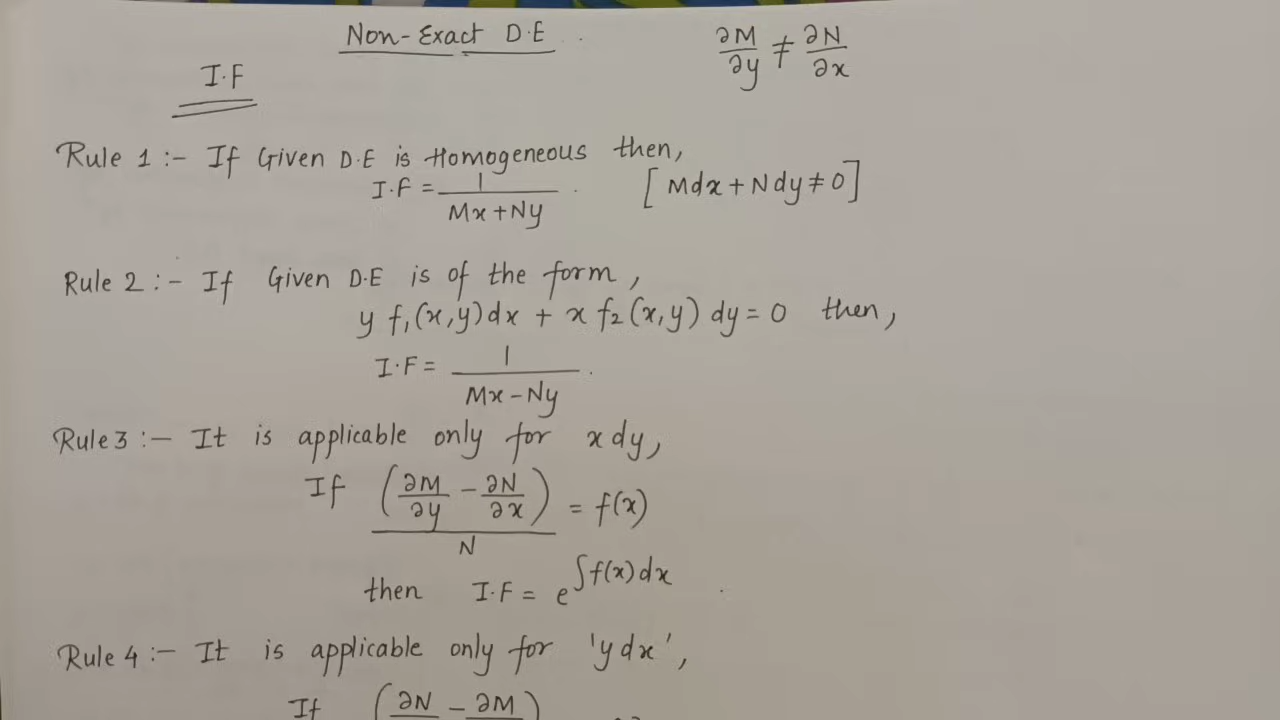 Non-Exact D.E. ∂M/∂y ≠ ∂N/∂x
I.F
Rule 1 :- If Given D.E is Homogeneous then,
I.F = 1/(Mx+Ny) . [Mdx+Ndy≠0]
Rule 2 :- If Given D.E is of the form,
y f₁(x,y)dx + x f₂(x,y) dy = 0 then,
I.F = 1/(Mx-Ny) .
Rule 3 :- It is applicable only for xdy,
If (∂M/∂y - ∂N/∂x)/N = f(x)
then I.F = e^∫f(x)dx .
Rule 4 :- It is applicable only for 'ydx',
If (∂N - ∂M)